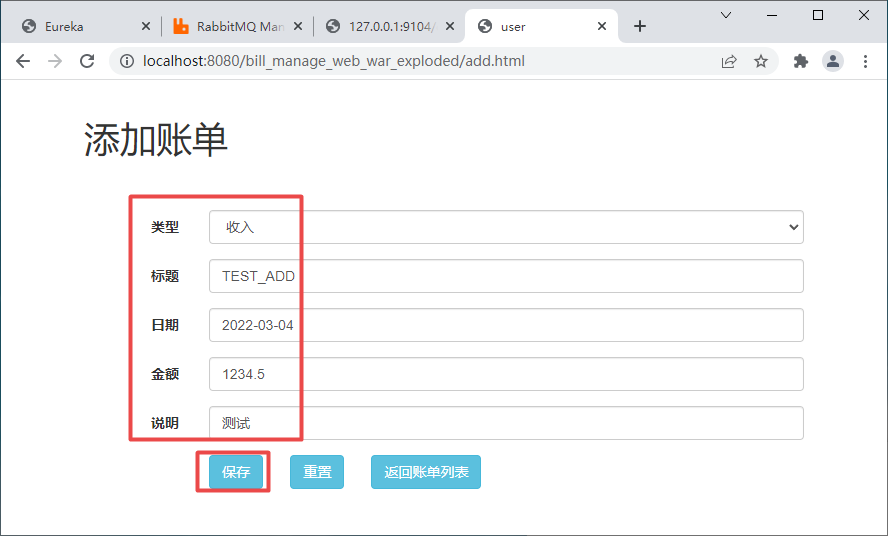 Eureka
RabbitMQ Man
127.0.0.1:9104/
user
localhost:8080/bill_manage_web_war_exploded/add.html
添加账单
类型 收入
标题 TEST_ADD
日期 2022-03-04
金额 1234.5
说明 测试
保存 重置 返回账单列表